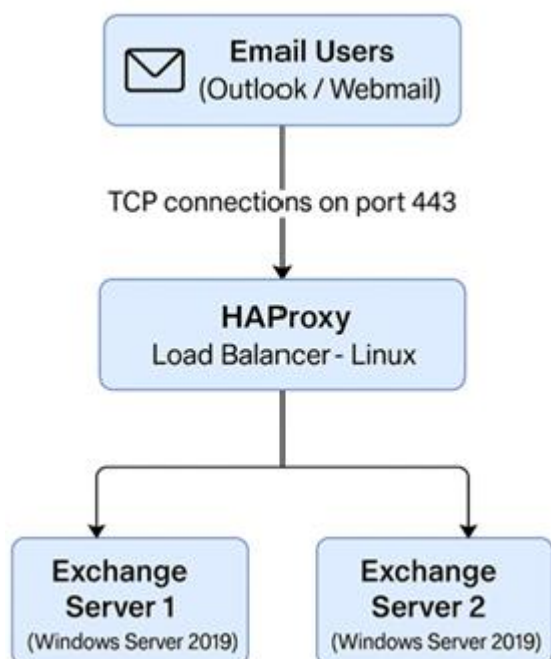 Email Users
(Outlook / Webmail)
TCP connections on port 443
HAProxy
Load Balancer - Linux
Exchange
Server 1
(Windows Server 2019)
Exchange
Server 2
(Windows Server 2019)